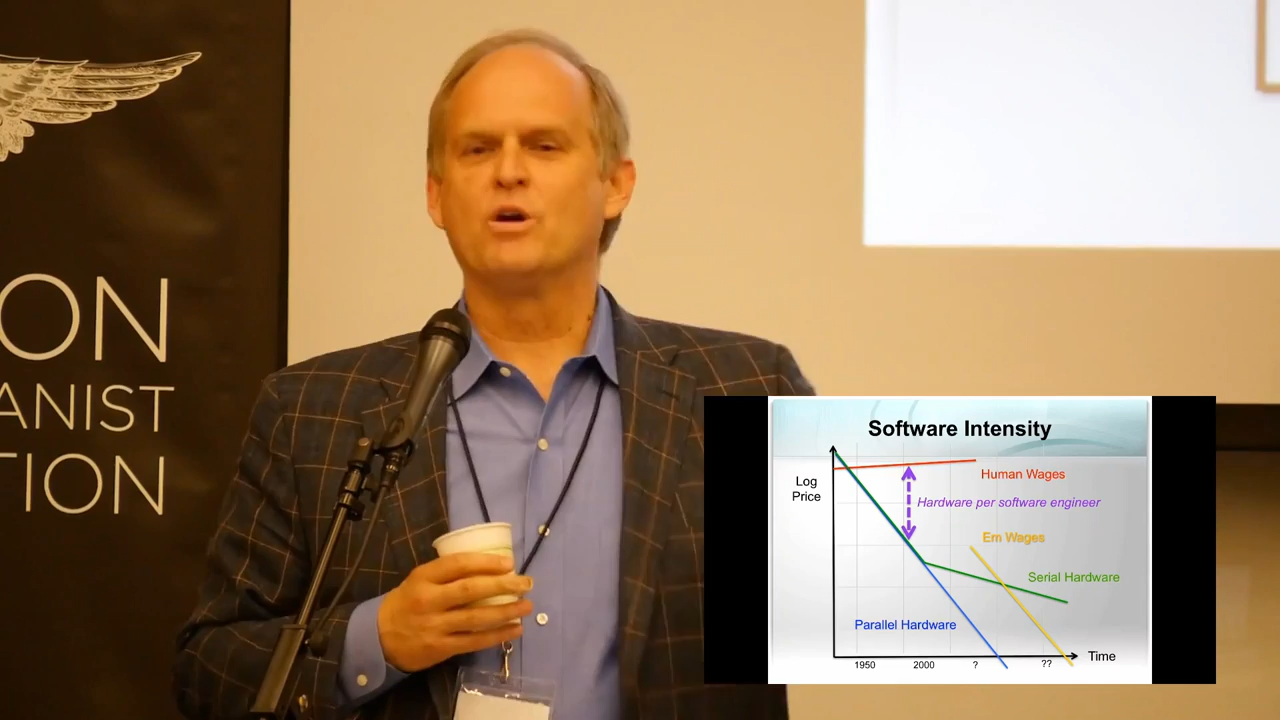 ON
ANIST
TION
Software Intensity
Log
Price
Human Wages
Hardware per software engineer
Em Wages
Serial Hardware
Parallel Hardware
Time
1950 2000 ? ??